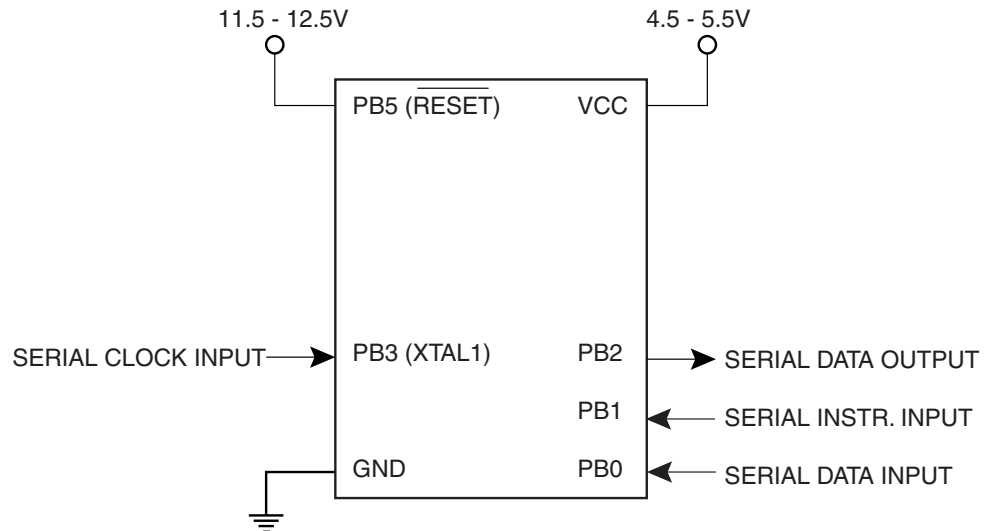 11.5 - 12.5V
4.5 - 5.5V
PB5 (RESET)
VCC
SERIAL CLOCK INPUT
PB3 (XTAL1)
PB2
SERIAL DATA OUTPUT
PB1
SERIAL INSTR. INPUT
GND
PB0
SERIAL DATA INPUT